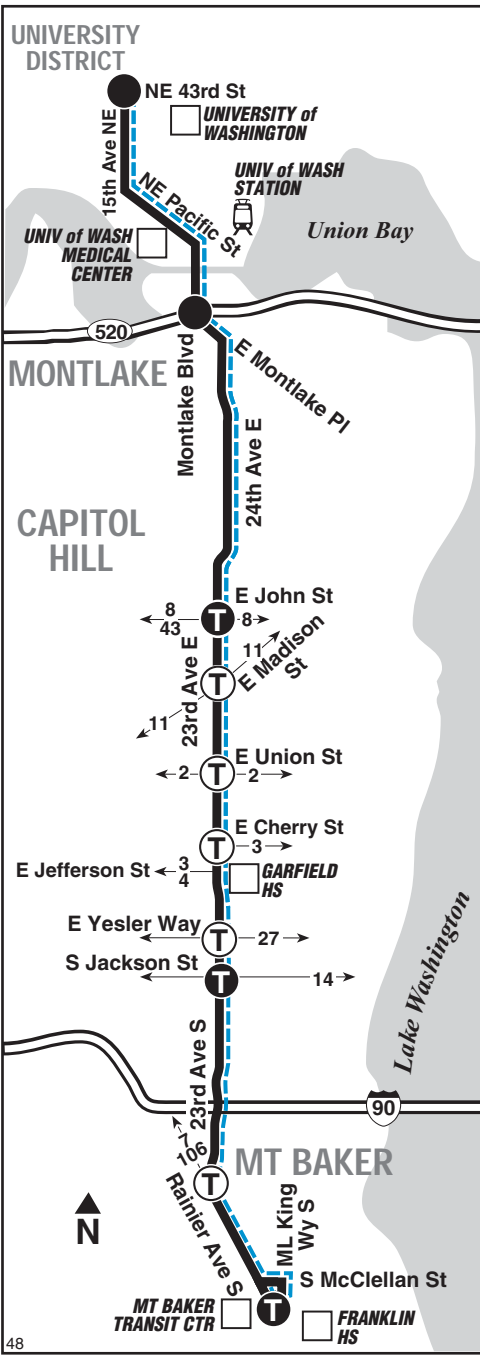 UNIVERSITY
DISTRICT
NE 43rd St
UNIVERSITY of
WASHINGTON
15th Ave NE
NE Pacific St
UNIV of WASH
STATION
Union Bay
UNIV of WASH
MEDICAL
CENTER
520
MONTLAKE
Montlake Blvd
E Montlake Pl
24th Ave E
CAPITOL
HILL
E John St
8
43
T
8
E Madison
St
11
T
11
23rd Ave E
E Union St
2
T
2
E Cherry St
T
3
E Jefferson St
3
4
GARFIELD
HS
E Yesler Way
T
27
S Jackson St
T
14
Lake Washington
23rd Ave S
90
7
106
MT BAKER
T
Rainier Ave S
ML King
Wy S
N
S McClellan St
MT BAKER
TRANSIT CTR
T
FRANKLIN
HS
48